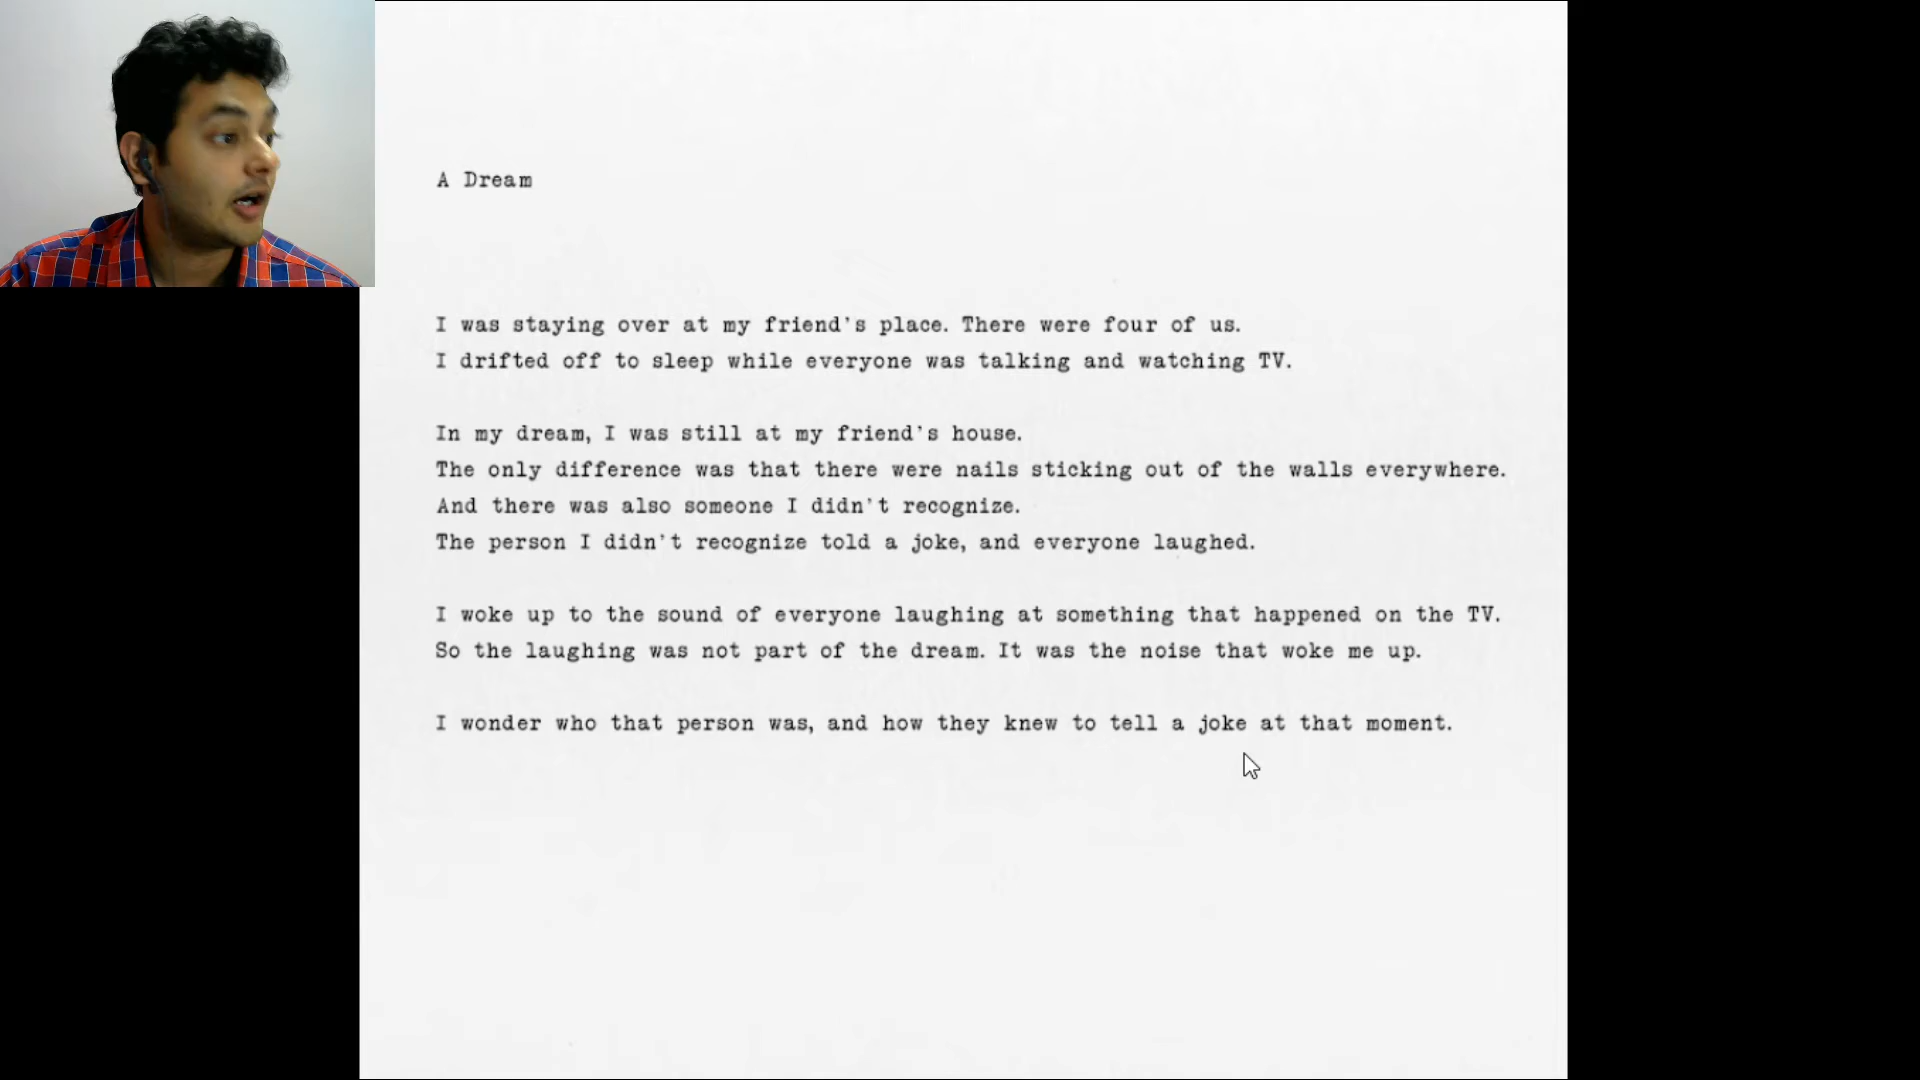 A Dream
I was staying over at my friend's place. There were four of us.
I drifted off to sleep while everyone was talking and watching TV.
In my dream, I was still at my friend's house.
The only difference was that there were nails sticking out of the walls everywhere.
And there was also someone I didn't recognize.
The person I didn't recognize told a joke, and everyone laughed.
I woke up to the sound of everyone laughing at something that happened on the TV.
So the laughing was not part of the dream. It was the noise that woke me up.
I wonder who that person was, and how they knew to tell a joke at that moment.